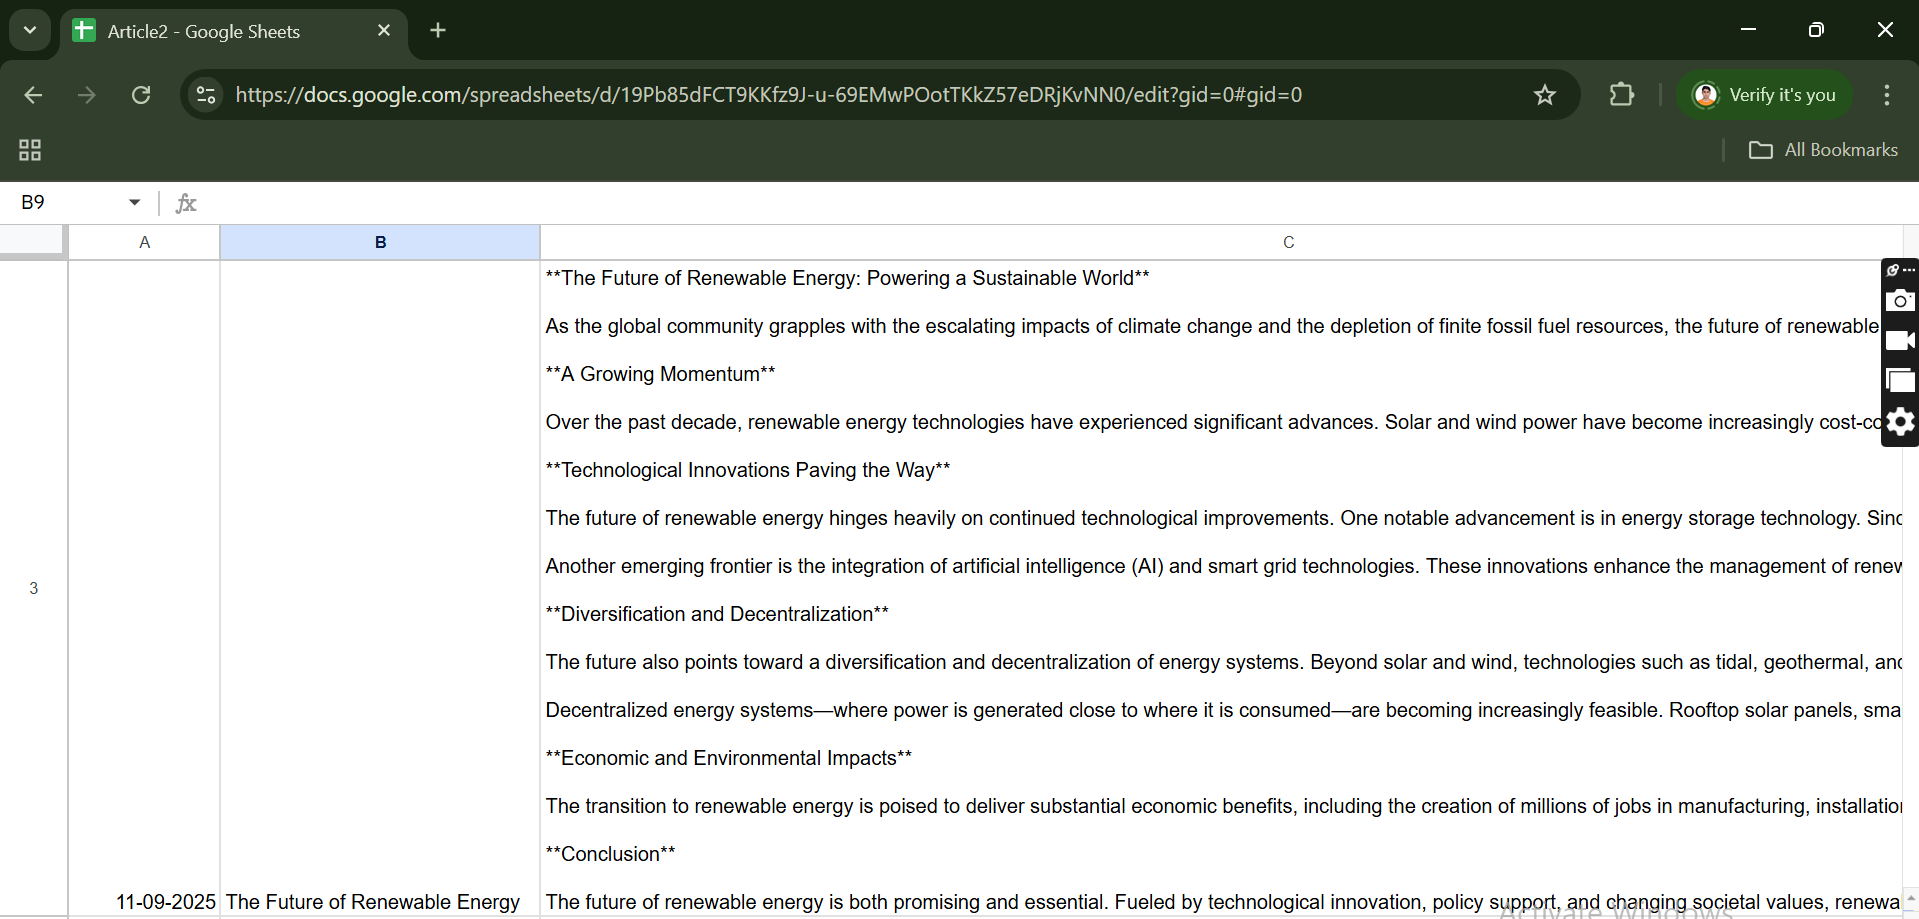 Article2 - Google Sheets
https://docs.google.com/spreadsheets/d/19Pb85dFCT9KKfz9J-u-69EMwPOotTKkZ57eDRjKvNN0/edit?gid=0#gid=0
Verify it's you
All Bookmarks
B9
fx
A B C
**The Future of Renewable Energy: Powering a Sustainable World**
As the global community grapples with the escalating impacts of climate change and the depletion of finite fossil fuel resources, the future of renewable
**A Growing Momentum**
Over the past decade, renewable energy technologies have experienced significant advances. Solar and wind power have become increasingly cost-co
**Technological Innovations Paving the Way**
The future of renewable energy hinges heavily on continued technological improvements. One notable advancement is in energy storage technology. Sinc
Another emerging frontier is the integration of artificial intelligence (AI) and smart grid technologies. These innovations enhance the management of renew
3
**Diversification and Decentralization**
The future also points toward a diversification and decentralization of energy systems. Beyond solar and wind, technologies such as tidal, geothermal, and
Decentralized energy systems—where power is generated close to where it is consumed—are becoming increasingly feasible. Rooftop solar panels, sma
**Economic and Environmental Impacts**
The transition to renewable energy is poised to deliver substantial economic benefits, including the creation of millions of jobs in manufacturing, installation
**Conclusion**
11-09-2025 The Future of Renewable Energy The future of renewable energy is both promising and essential. Fueled by technological innovation, policy support, and changing societal values, renewa
Activate Windows